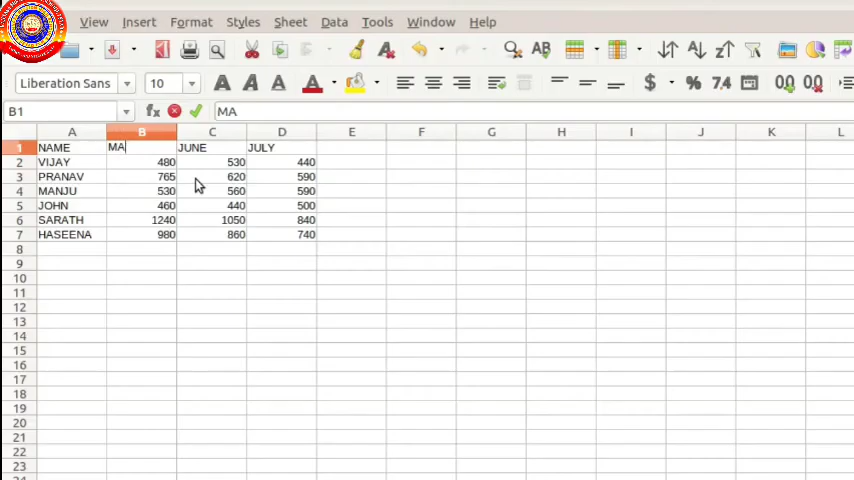 View Insert Format Styles Sheet Data Tools Window Help
Liberation Sans 10 $ % 7.4
B1 MA
A B C D E F G H I J K L
1 NAME MA JUNE JULY
2 VIJAY 480 530 440
3 PRANAV 765 620 590
4 MANJU 530 560 590
5 JOHN 460 440 500
6 SARATH 1240 1050 840
7 HASEENA 980 860 740
8
9
10
11
12
13
14
15
16
17
18
19
20
21
22
23